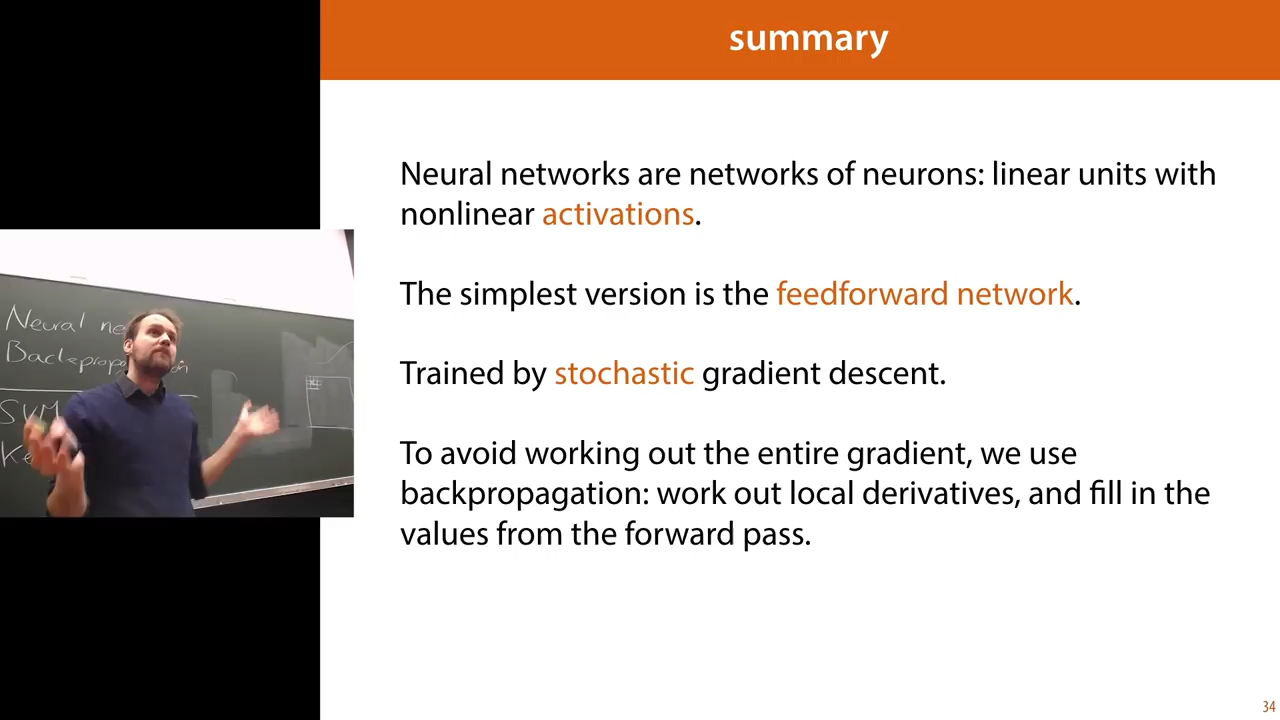 summary
Neural networks are networks of neurons: linear units with
nonlinear activations.
The simplest version is the feedforward network.
Trained by stochastic gradient descent.
To avoid working out the entire gradient, we use
backpropagation: work out local derivatives, and fill in the
values from the forward pass.
34
Neural
SVM